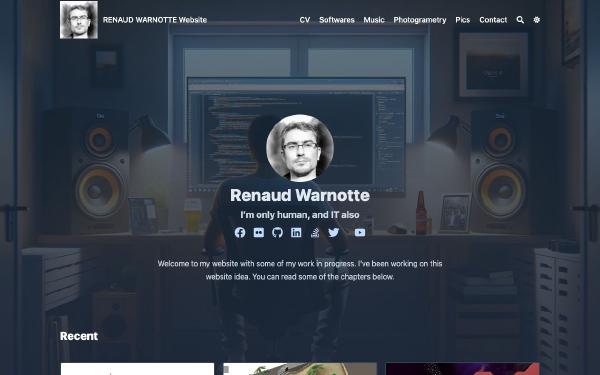 RENAUD WARNOTTE Website
CV Softwares Music Photogrametry Pics Contact
Renaud Warnotte
I'm only human, and IT also
Welcome to my website with some of my work in progress. I've been working on this
website idea. You can read some of the chapters below.
Recent